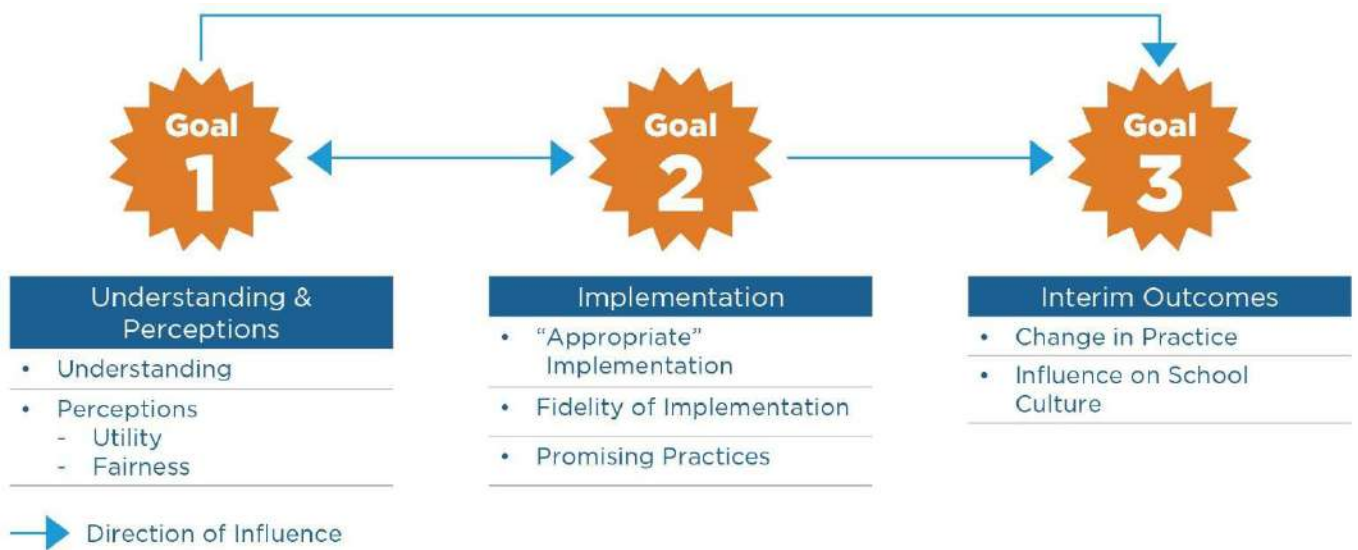 Goal
1
Goal
2
Goal
3
Understanding &
Perceptions
• Understanding
• Perceptions
- Utility
- Fairness
Implementation
• “Appropriate”
Implementation
• Fidelity of Implementation
• Promising Practices
Interim Outcomes
• Change in Practice
• Influence on School
Culture
Direction of Influence